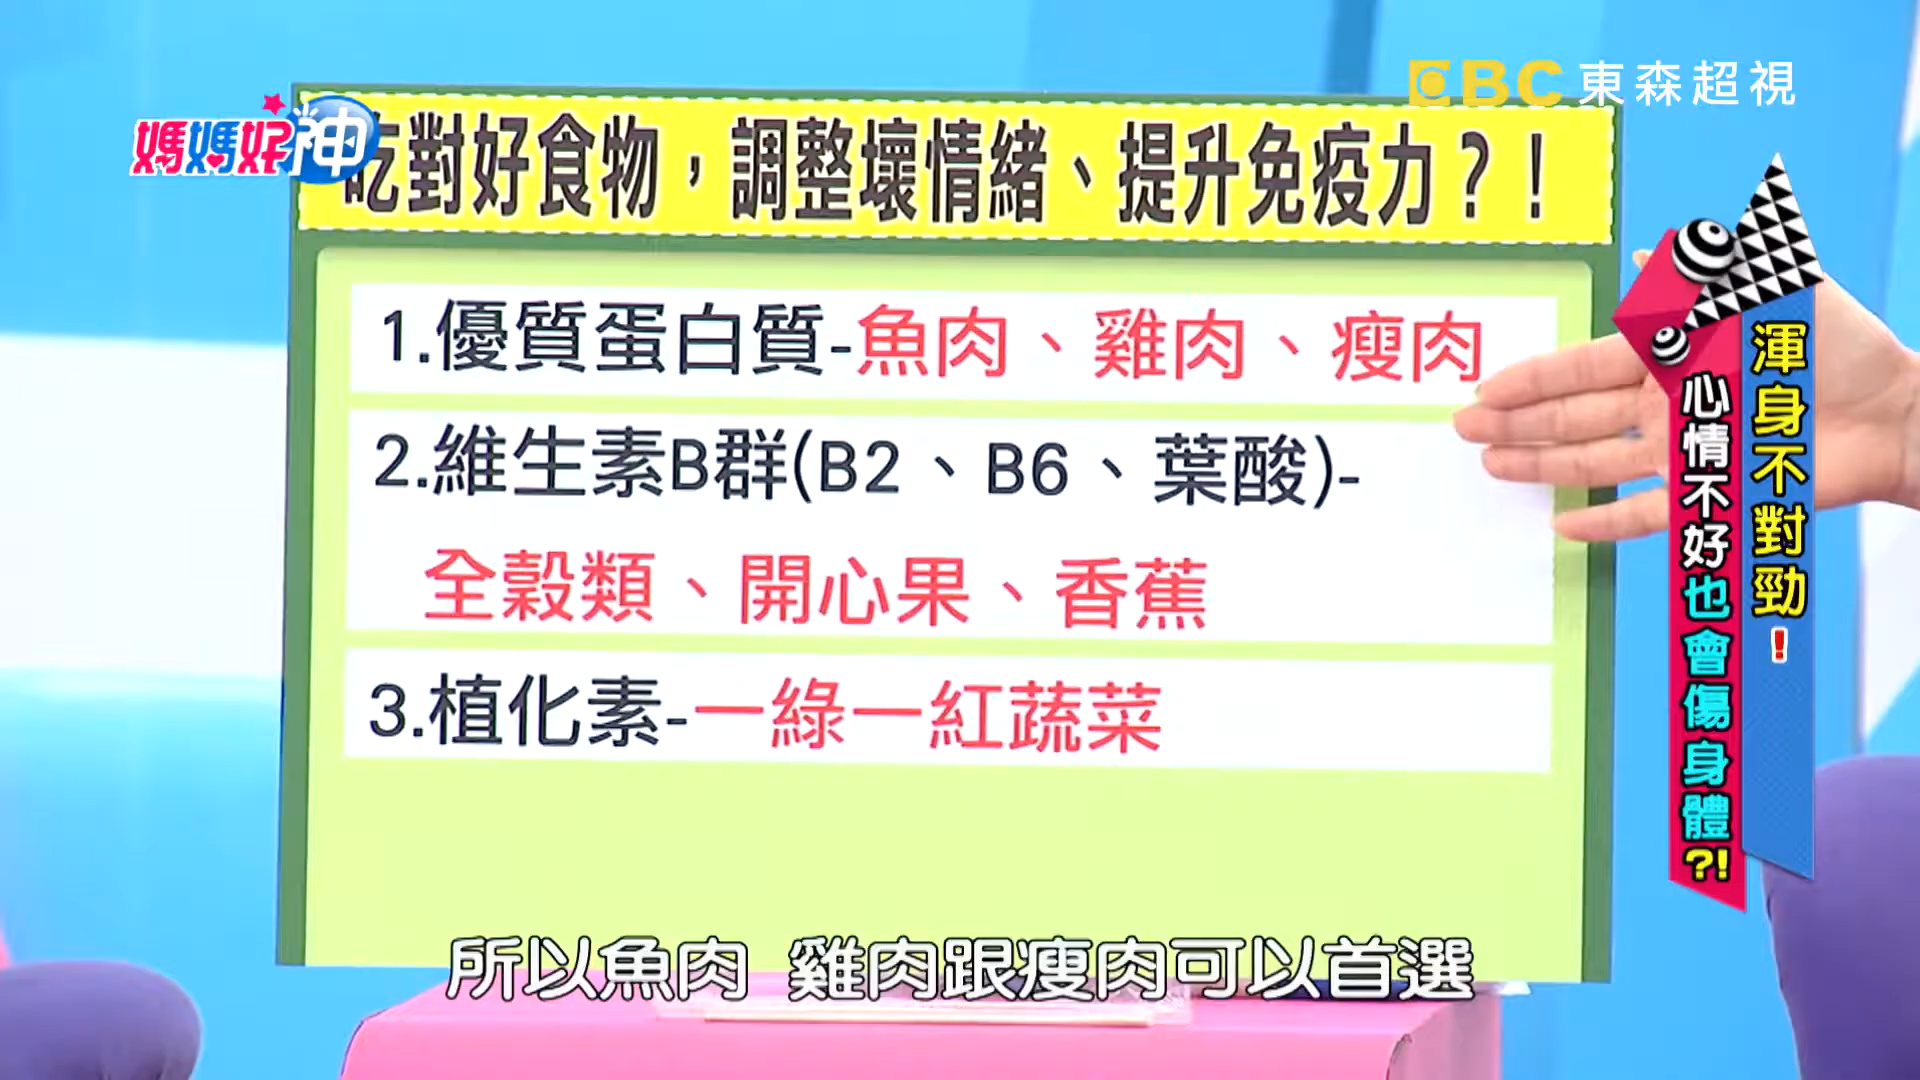 EBC 東森超視
媽媽好神
吃對好食物，調整壞情緒、提升免疫力？！
1.優質蛋白質-魚肉、雞肉、瘦肉
2.維生素B群(B2、B6、葉酸)-
全穀類、開心果、香蕉
3.植化素-一綠一紅蔬菜
渾身不對勁！
心情不好也會傷身體?!
所以魚肉 雞肉跟瘦肉可以首選